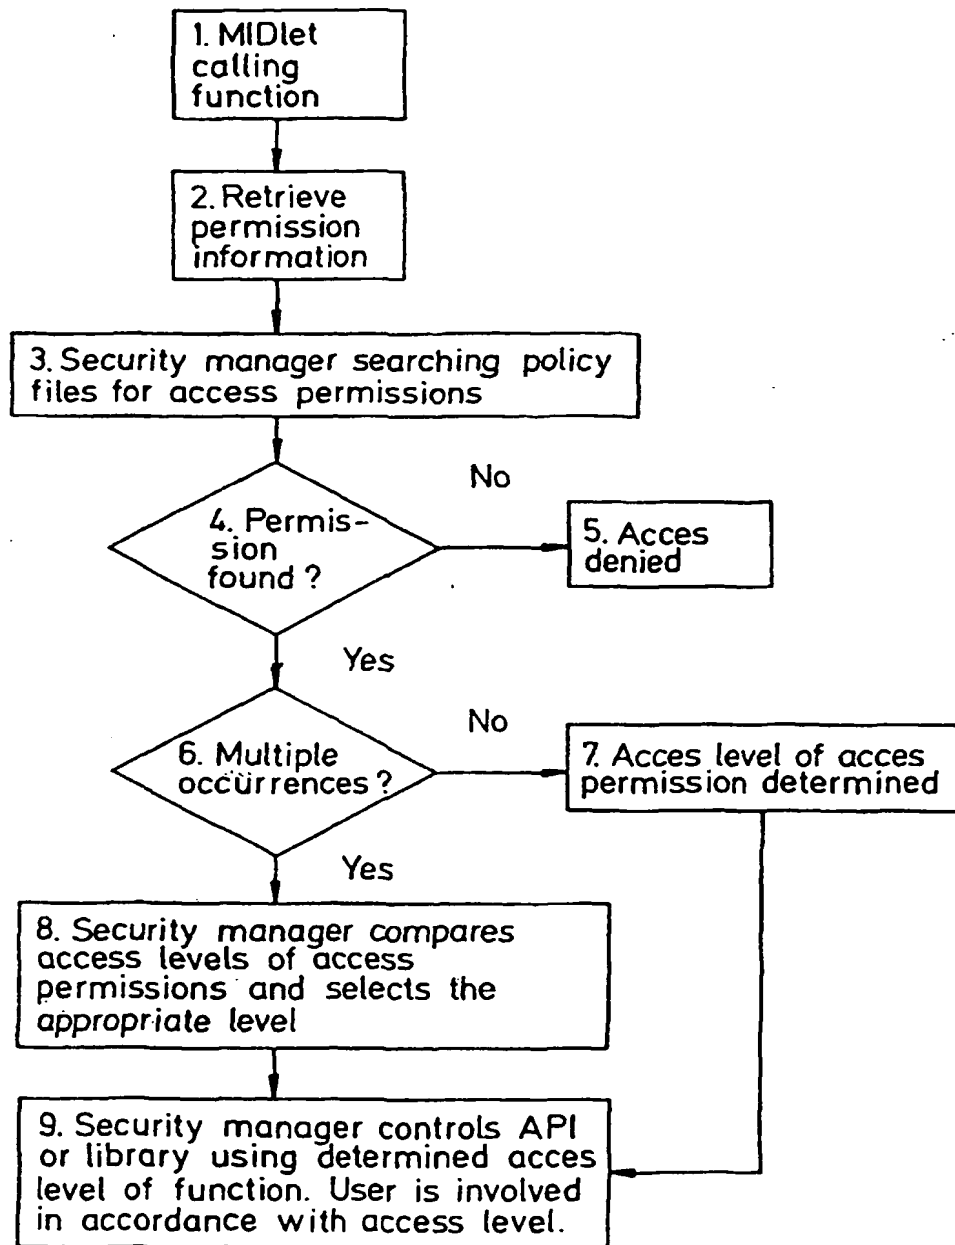 1. MIDlet
calling
function
2. Retrieve
permission
information
3. Security manager searching policy
files for access permissions
No
4. Permis-
sion
found ?
5. Acces
denied
Yes
No
6. Multiple
occurrences ?
7. Acces level of acces
permission determined
Yes
8. Security manager compares
access levels of access
permissions and selects the
appropriate level
9. Security manager controls API
or library using determined acces
level of function. User is involved
in accordance with access level.